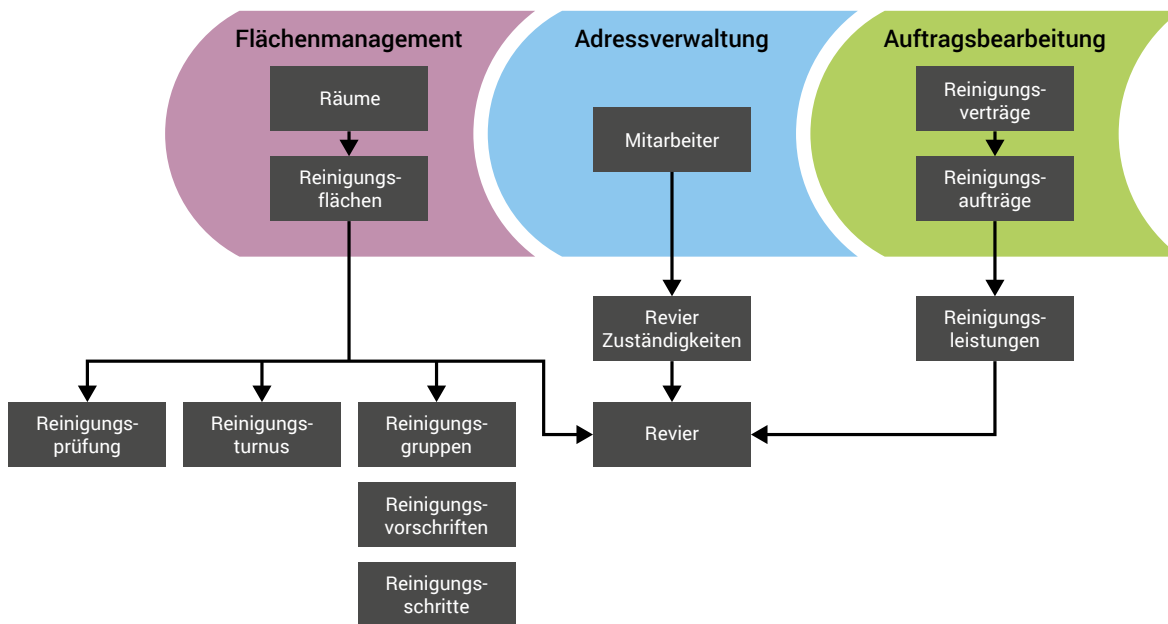 Flächenmanagement
Adressverwaltung
Auftragsbearbeitung
Räume
Reinigungs-
flächen
Mitarbeiter
Reinigungs-
verträge
Reinigungs-
aufträge
Revier
Zuständigkeiten
Reinigungs-
leistungen
Reinigungs-
prüfung
Reinigungs-
turnus
Reinigungs-
gruppen
Revier
Reinigungs-
vorschriften
Reinigungs-
schritte